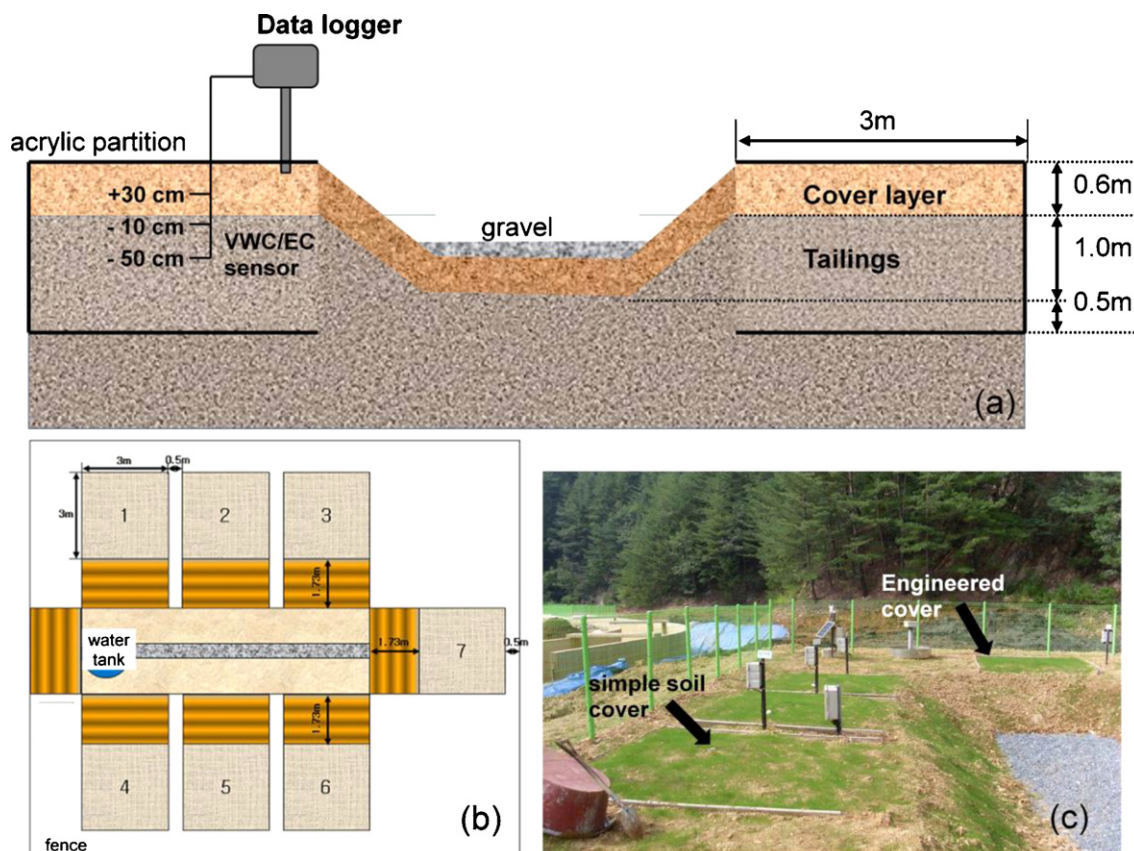 Data logger
acrylic partition
3m
+30 cm
- 10 cm
- 50 cm
VWC/EC
sensor
gravel
Cover layer
Tailings
0.6m
1.0m
0.5m
(a)
3m
0.5m
3m
1
2
3
1.73m
water
tank
1.73m
7
0.5m
1.73m
4
5
6
(b)
fence
Engineered
cover
simple soil
cover
(c)